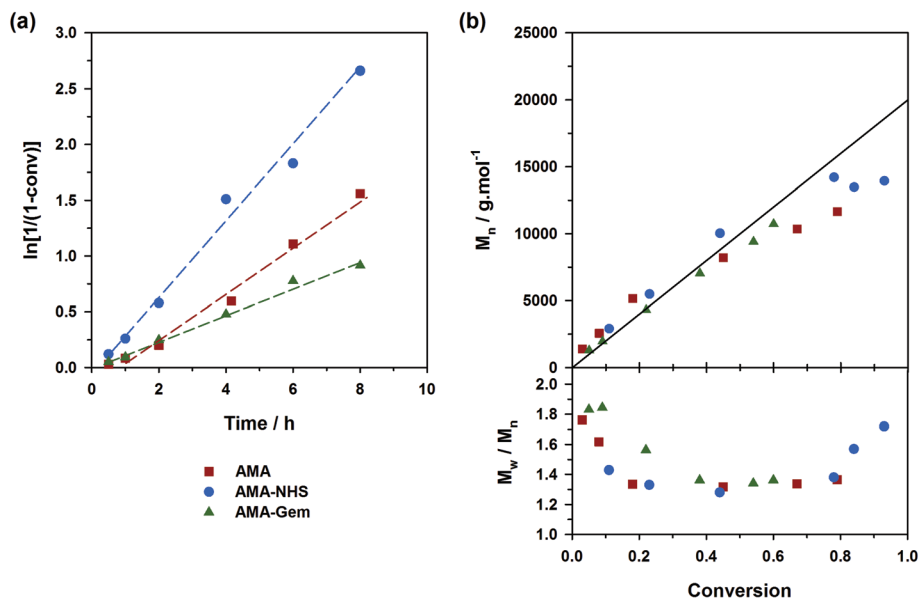 (a)
3.0
2.5
2.0
1.5
1.0
0.5
0.0
ln[1/(1-conv)]
0 2 4 6 8 10
Time / h
AMA
AMA-NHS
AMA-Gem
(b)
25000
20000
15000
10000
5000
0
Mn / g.mol-1
2.0
1.8
1.6
1.4
1.2
1.0
Mw / Mn
0.0 0.2 0.4 0.6 0.8 1.0
Conversion